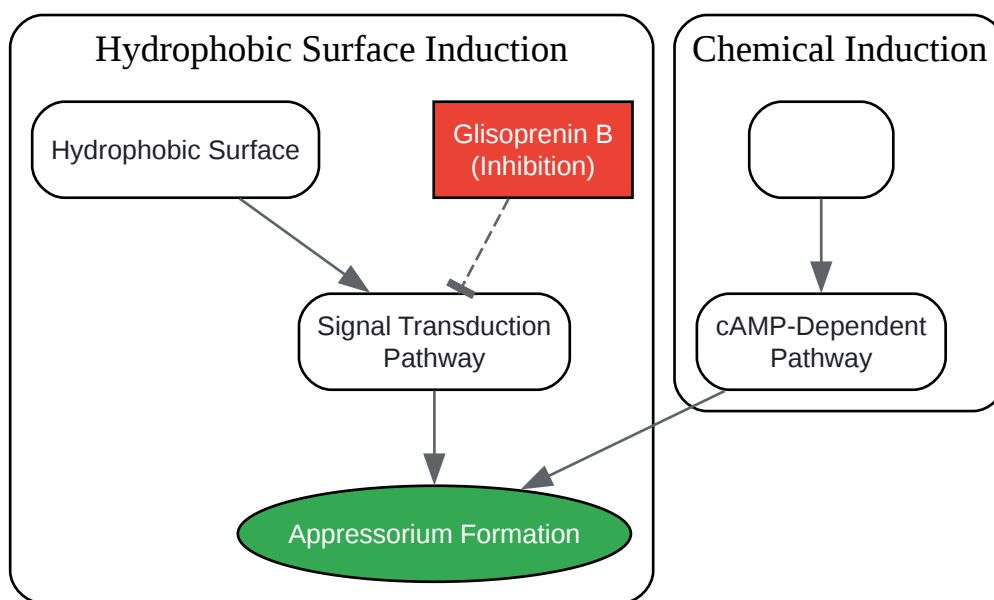 Hydrophobic Surface Induction
Chemical Induction
Hydrophobic Surface
Glisoprenin B
(Inhibition)
Signal Transduction
Pathway
cAMP-Dependent
Pathway
Appressorium Formation